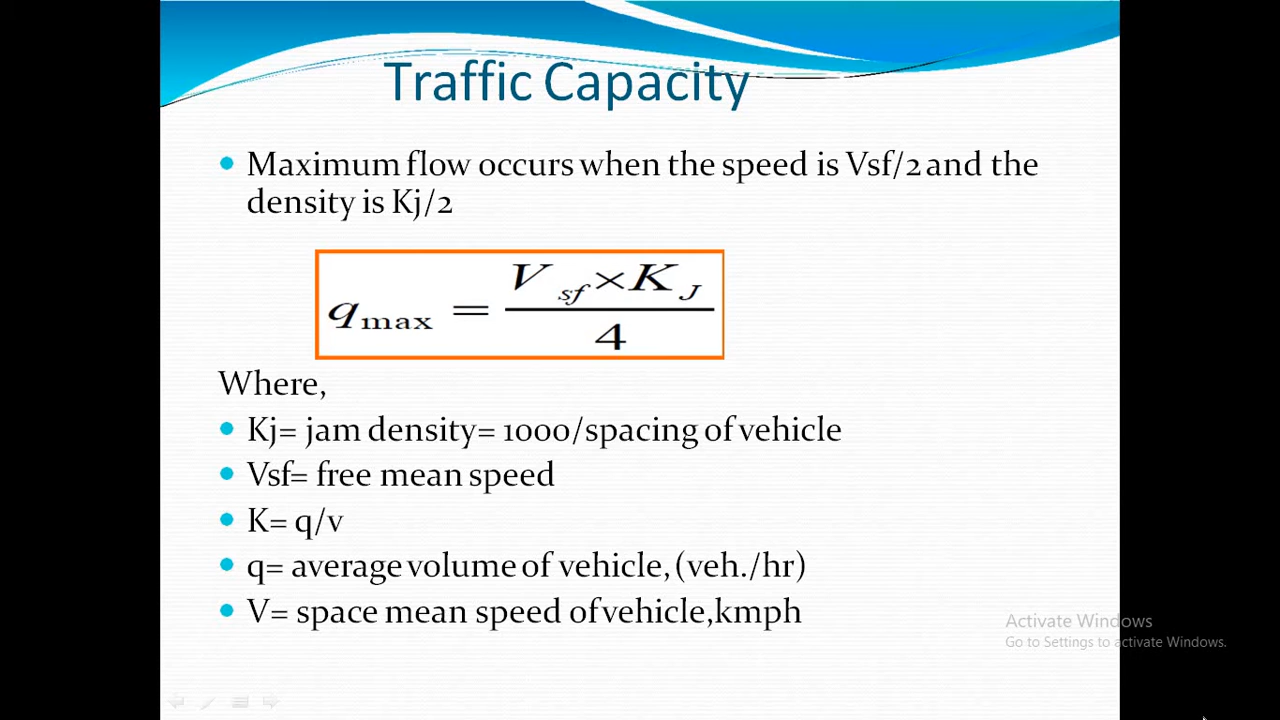 Traffic Capacity
Maximum flow occurs when the speed is Vsf/2 and the
density is Kj/2
q max = V sf × K J / 4
Where,
Kj= jam density= 1000/spacing of vehicle
Vsf= free mean speed
K= q/v
q= average volume of vehicle, (veh./hr)
V= space mean speed of vehicle,kmph
Activate Windows
Go to Settings to activate Windows.